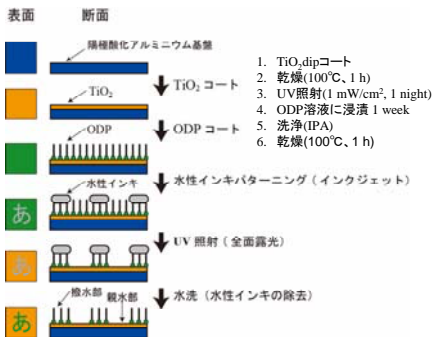 表面 断面
陽極酸化アルミニウム基盤
TiO2 コート
TiO2
ODP コート
ODP
水性インキパターニング（インクジェット）
水性インキ
あ
UV 照射（全面露光）
あ
水洗（水性インキの除去）
撥水部 親水部
あ
1. TiO2dipコート
2. 乾燥(100℃、1 h)
3. UV照射(1 mW/cm2, 1 night)
4. ODP溶液に浸漬 1 week
5. 洗浄(IPA)
6. 乾燥(100℃、1 h)